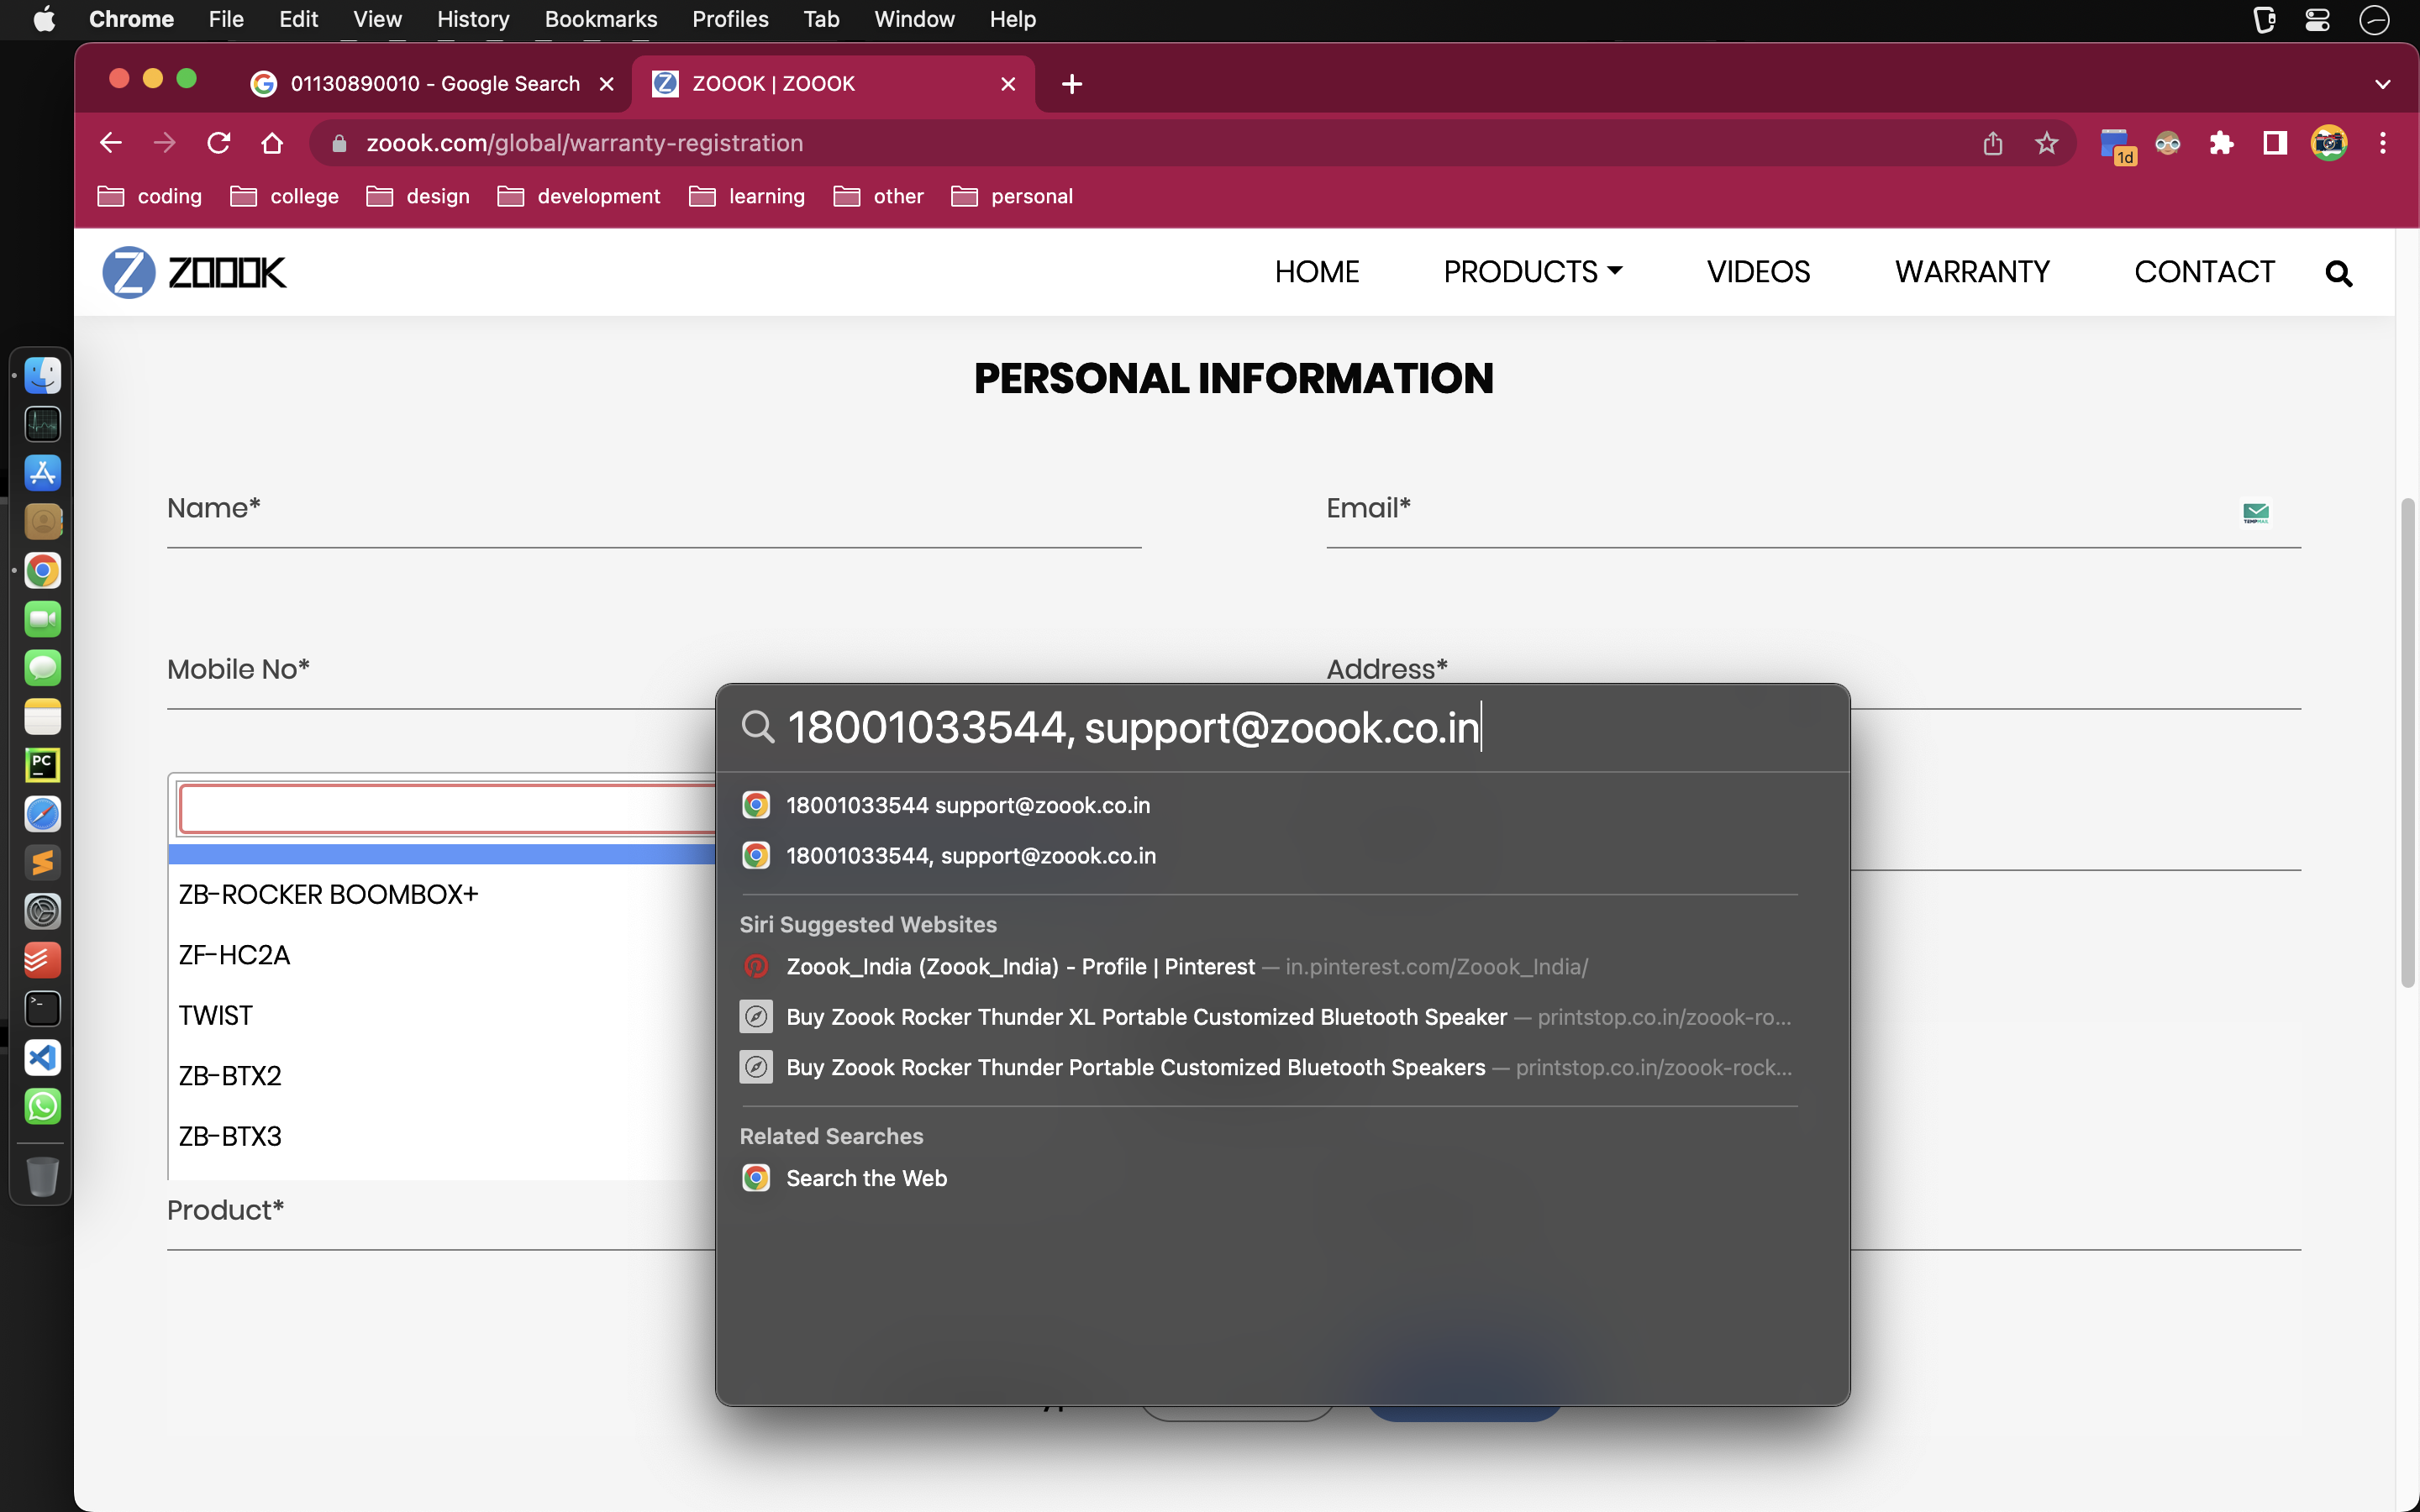 Chrome File Edit View History Bookmarks Profiles Tab Window Help
01130890010 - Google Search
ZOOOK | ZOOOK
zoook.com/global/warranty-registration
1d
coding college design development learning other personal
Z ZOOOK
HOME PRODUCTS VIDEOS WARRANTY CONTACT
PERSONAL INFORMATION
Name*
Email*
Mobile No*
Address*
18001033544, support@zoook.co.in
18001033544 support@zoook.co.in
18001033544, support@zoook.co.in
Siri Suggested Websites
Zoook_India (Zoook_India) - Profile | Pinterest — in.pinterest.com/Zoook_India/
Buy Zoook Rocker Thunder XL Portable Customized Bluetooth Speaker — printstop.co.in/zoook-ro...
Buy Zoook Rocker Thunder Portable Customized Bluetooth Speakers — printstop.co.in/zoook-rock...
Related Searches
Search the Web
ZB-ROCKER BOOMBOX+
ZF-HC2A
TWIST
ZB-BTX2
ZB-BTX3
Product*
PC